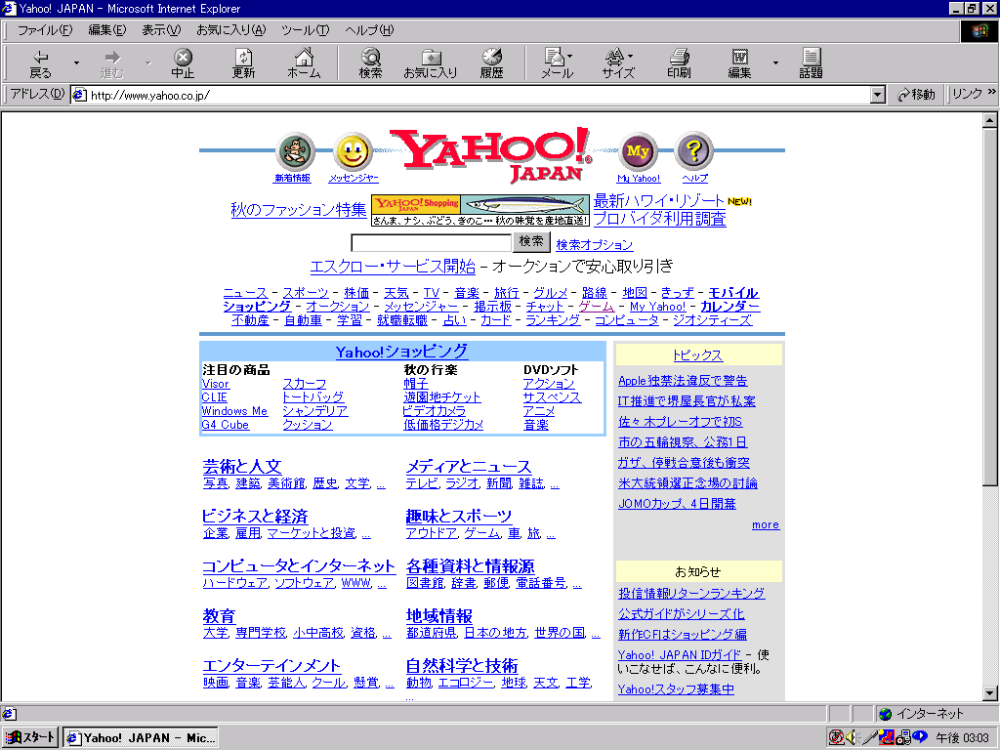 Yahoo! JAPAN - Microsoft Internet Explorer
ファイル(F) 編集(E) 表示(V) お気に入り(A) ツール(T) ヘルプ(H)
戻る 進む 中止 更新 ホーム 検索 お気に入り 履歴 メール サイズ 印刷 編集 話題
アドレス(D) http://www.yahoo.co.jp/ 移動 リンク »
YAHOO! JAPAN
My ?
新着情報 メッセンジャー My Yahoo! ヘルプ
秋のファッション特集
YAHOO! Shopping JAPAN
さんま、ナシ、ぶどう、きのこ… 秋の味覚を産地直送!
最新ハワイ・リゾート NEW!
プロバイダ利用調査
検索 検索オプション
エスクロー・サービス開始 - オークションで安心取り引き
ニュース - スポーツ - 株価 - 天気 - TV - 音楽 - 旅行 - グルメ - 路線 - 地図 - きっず - モバイル
ショッピング - オークション - メッセンジャー - 掲示板 - チャット - ゲーム - My Yahoo! - カレンダー
不動産 - 自動車 - 学習 - 就職転職 - 占い - カード - ランキング - コンピュータ - ジオシティーズ
Yahoo!ショッピング
注目の商品 秋の行楽 DVDソフト
Visor スカーフ 帽子 アクション
CLIE トートバッグ 遊園地チケット サスペンス
Windows Me シャンデリア ビデオカメラ アニメ
G4 Cube クッション 低価格デジカメ 音楽
芸術と人文
写真, 建築, 美術館, 歴史, 文学, ...
メディアとニュース
テレビ, ラジオ, 新聞, 雑誌, ...
ビジネスと経済
企業, 雇用, マーケットと投資, ...
趣味とスポーツ
アウトドア, ゲーム, 車, 旅, ...
コンピュータとインターネット
ハードウェア, ソフトウェア, WWW, ...
各種資料と情報源
図書館, 辞書, 郵便, 電話番号, ...
教育
大学, 専門学校, 小中高校, 資格, ...
地域情報
都道府県, 日本の地方, 世界の国, ...
エンターテインメント
映画, 音楽, 芸能人, クール, 懸賞, ...
自然科学と技術
動物, エコロジー, 地球, 天文, 工学,
...
トピックス
Apple独禁法違反で警告
IT推進で堺屋長官が私案
佐々木プレーオフで初S
市の五輪視察、公務1日
ガザ、停戦合意後も衝突
米大統領選正念場の討論
JOMOカップ、4日開幕
more
お知らせ
投信情報リターンランキング
公式ガイドがシリーズ化
新作CFはショッピング編
Yahoo! JAPAN IDガイド - 使
いこなせば、こんなに便利。
Yahoo!スタッフ募集中
インターネット
スタート Yahoo! JAPAN - Mic... あ 午後 03:03